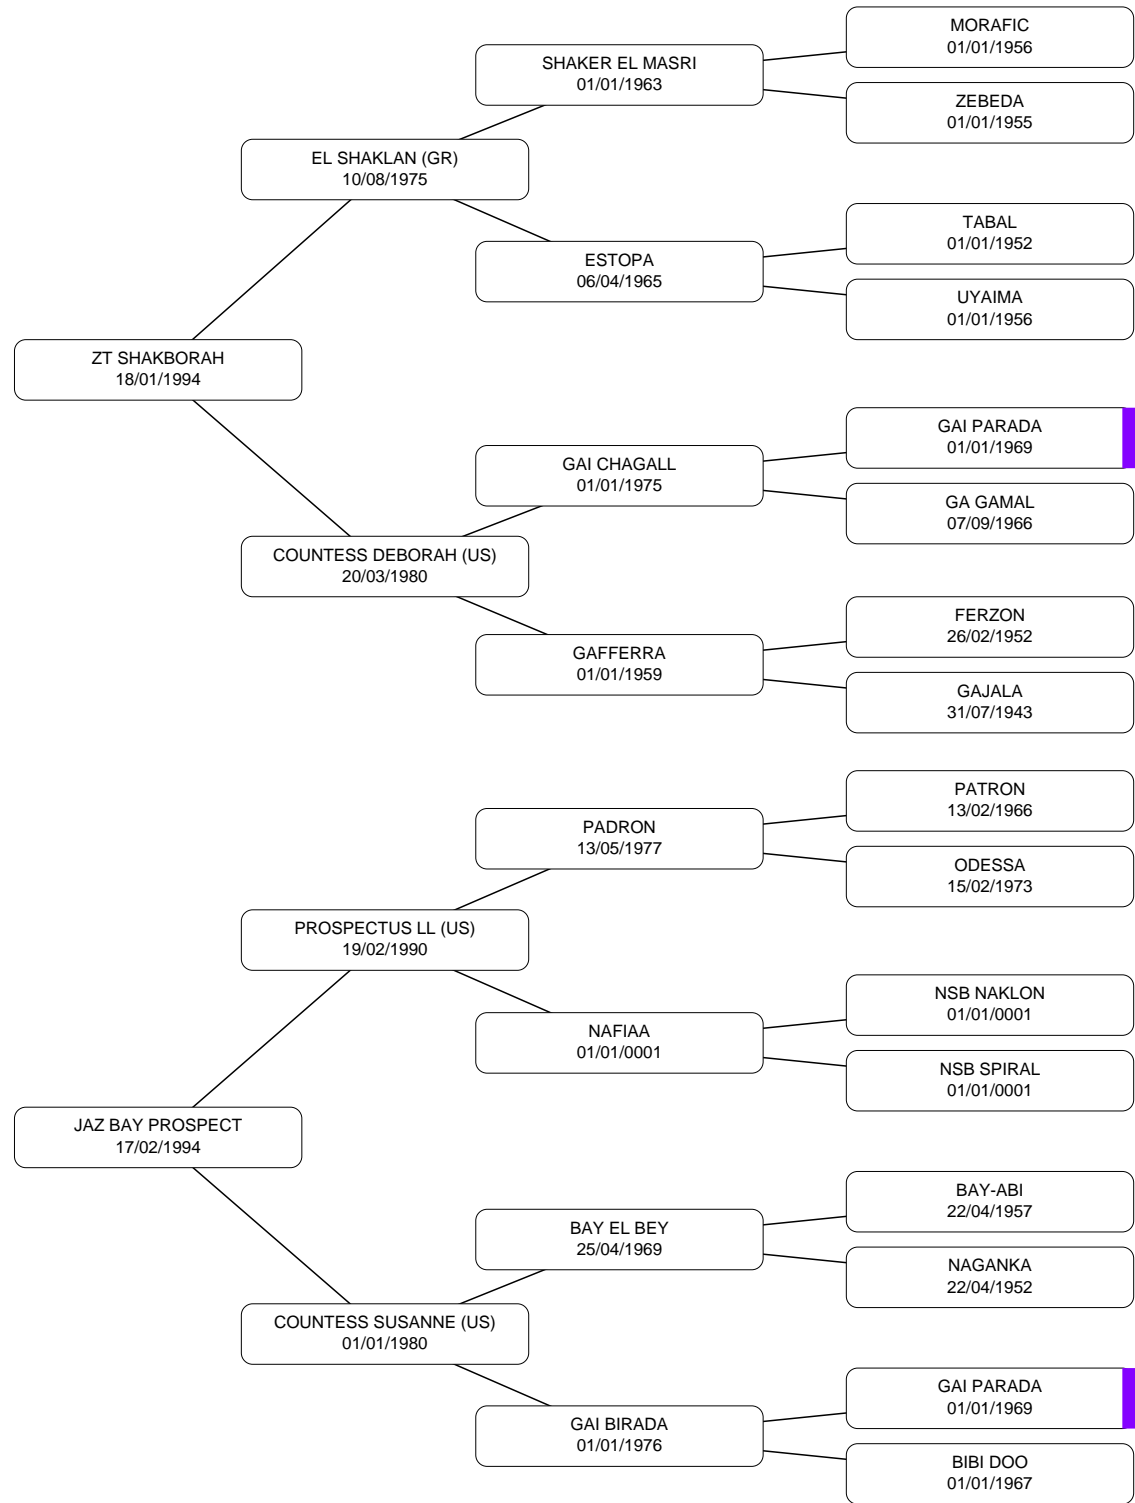 MORAFIC
01/01/1956
SHAKER EL MASRI
01/01/1963
ZEBEDA
01/01/1955
EL SHAKLAN (GR)
10/08/1975
TABAL
01/01/1952
ESTOPA
06/04/1965
UYAIMA
01/01/1956
ZT SHAKBORAH
18/01/1994
GAI PARADA
01/01/1969
GAI CHAGALL
01/01/1975
GA GAMAL
07/09/1966
COUNTESS DEBORAH (US)
20/03/1980
FERZON
26/02/1952
GAFFERRA
01/01/1959
GAJALA
31/07/1943
PATRON
13/02/1966
PADRON
13/05/1977
ODESSA
15/02/1973
PROSPECTUS LL (US)
19/02/1990
NSB NAKLON
01/01/0001
NAFIAA
01/01/0001
NSB SPIRAL
01/01/0001
JAZ BAY PROSPECT
17/02/1994
BAY-ABI
22/04/1957
BAY EL BEY
25/04/1969
NAGANKA
22/04/1952
COUNTESS SUSANNE (US)
01/01/1980
GAI PARADA
01/01/1969
GAI BIRADA
01/01/1976
BIBI DOO
01/01/1967